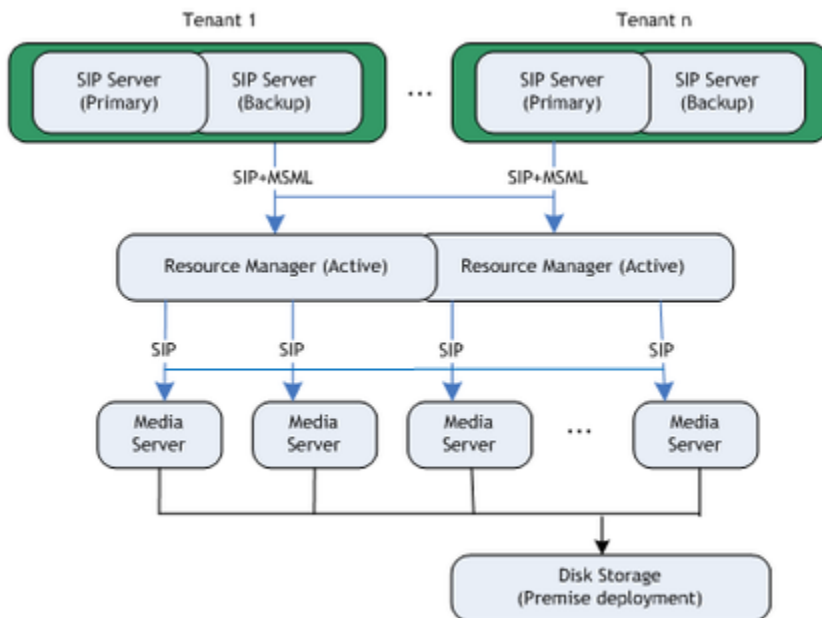 Tenant 1
Tenant n
SIP Server
(Primary)
SIP Server
(Backup)
...
SIP Server
(Primary)
SIP Server
(Backup)
SIP+MSML
SIP+MSML
Resource Manager (Active)
Resource Manager (Active)
SIP
SIP
SIP
SIP
Media
Server
Media
Server
Media
Server
...
Media
Server
Disk Storage
(Premise deployment)